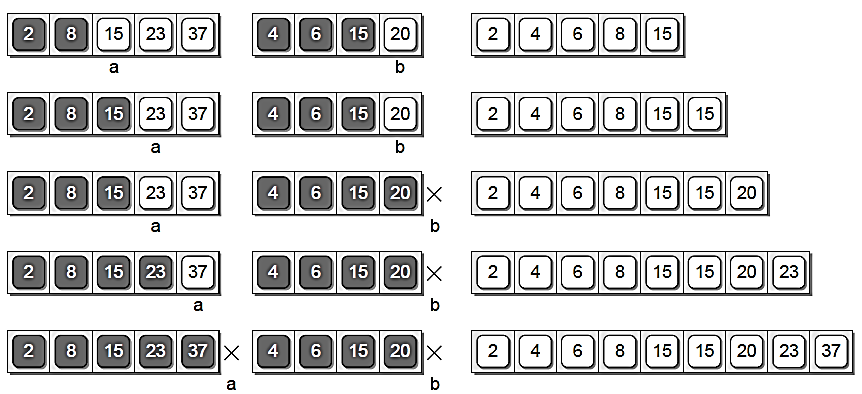 2 8 15 23 37 4 6 15 20 2 4 6 8 15
a b
2 8 15 23 37 4 6 15 20 2 4 6 8 15 15
a b
2 8 15 23 37 4 6 15 20 × 2 4 6 8 15 15 20
a b
2 8 15 23 37 4 6 15 20 × 2 4 6 8 15 15 20 23
a b
2 8 15 23 37 × 4 6 15 20 × 2 4 6 8 15 15 20 23 37
a b